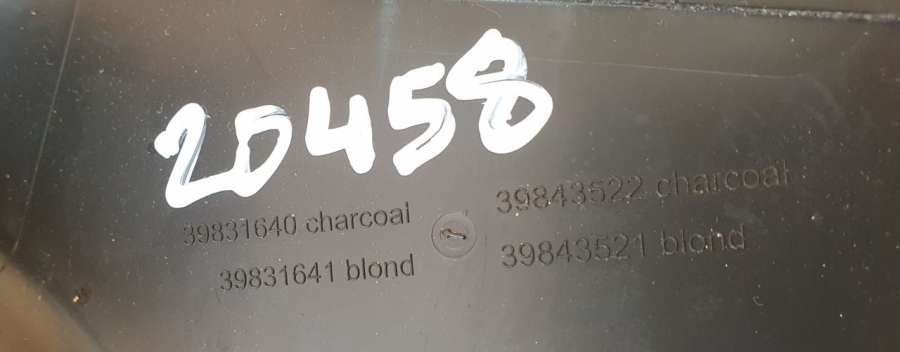 20458
39831640 charcoal
39831641 blond
39843522 charcoal
39843521 blond